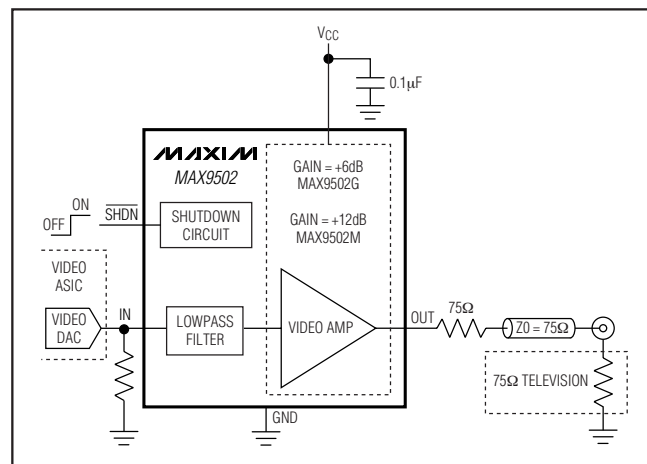 VCC
0.1µF
MAXIM
MAX9502
GAIN = +6dB
MAX9502G
GAIN = +12dB
MAX9502M
ON
OFF
SHDN
SHUTDOWN
CIRCUIT
VIDEO
ASIC
VIDEO
DAC
IN
LOWPASS
FILTER
VIDEO AMP
OUT
75Ω
Z0 = 75Ω
75Ω TELEVISION
GND